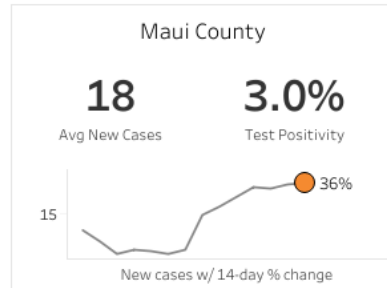 Maui County
18 3.0%
Avg New Cases Test Positivity
36%
15
New cases w/ 14-day % change